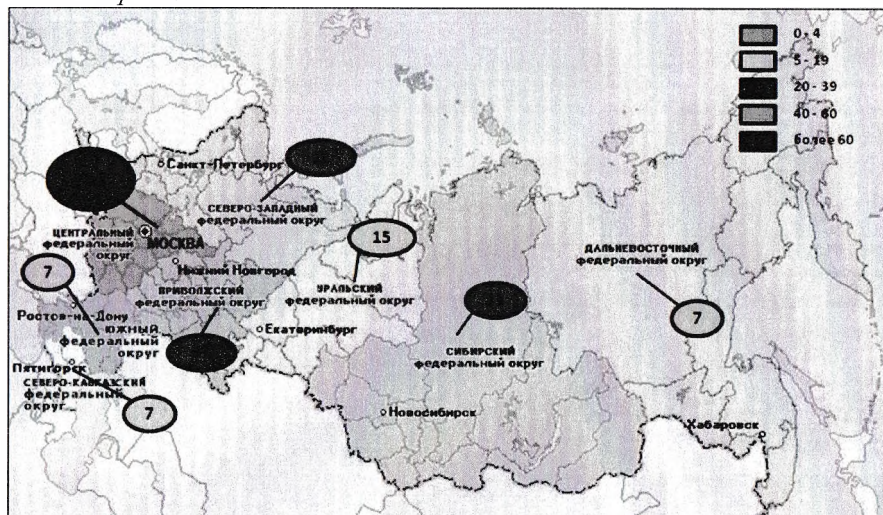 0 - 4
5 - 19
20 - 39
40 - 60
более 60
Санкт-Петербург
СЕВЕРО-ЗАПАДНЫЙ
федеральный округ
ЦЕНТРАЛЬНЫЙ
федеральный
округ
МОСКВА
15
7
Нижний Новгород
ПРИВОЛЖСКИЙ
федеральный округ
УРАЛЬСКИЙ
федеральный округ
ДАЛЬНЕВОСТОЧНЫЙ
федеральный округ
7
Ростов-на-Дону
ЮЖНЫЙ
федеральный
округ
Екатеринбург
СИБИРСКИЙ
федеральный округ
Пятигорск
СЕВЕРО-КАВКАЗСКИЙ
федеральный
округ
7
Новосибирск
Хабаровск